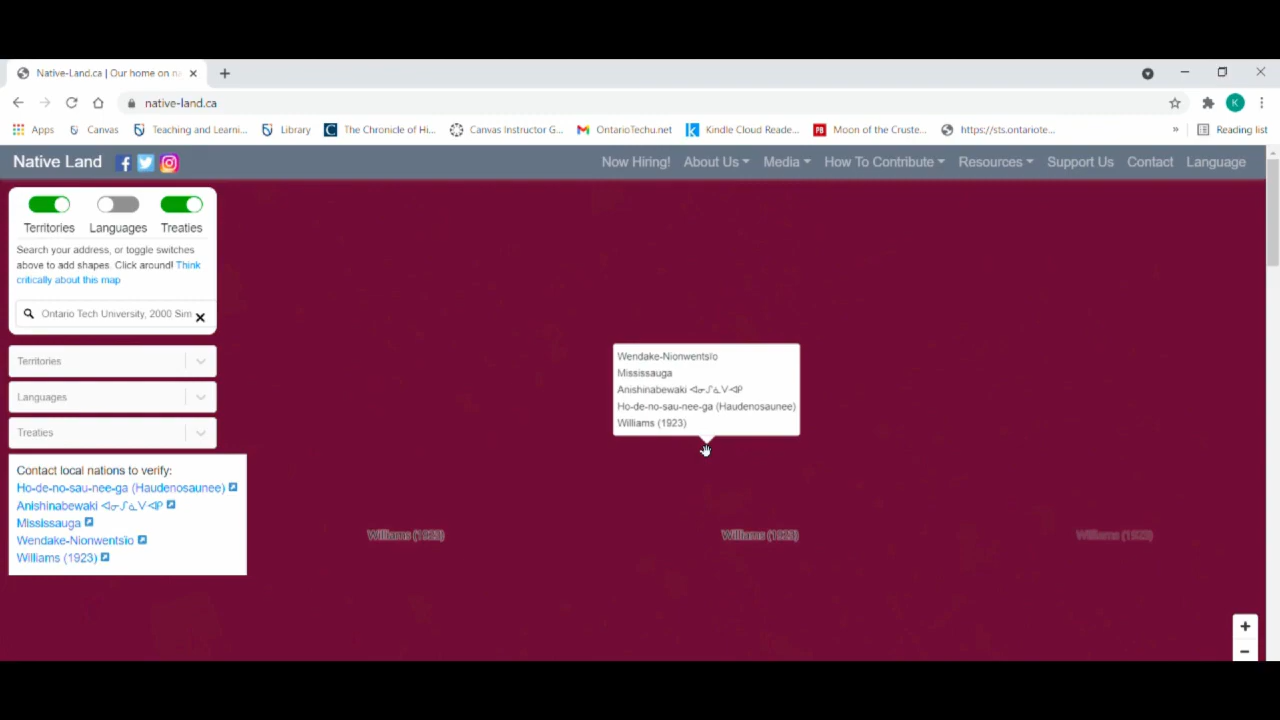 Native-Land.ca | Our home on na
native-land.ca
Apps Canvas Teaching and Learni... Library The Chronicle of Hi... Canvas Instructor G... OntarioTechu.net Kindle Cloud Reade... Moon of the Cruste... https://sts.ontariote... » Reading list
K
PB
Native Land Now Hiring! About Us Media How To Contribute Resources Support Us Contact Language
Territories Languages Treaties
Search your address, or toggle switches
above to add shapes. Click around! Think
critically about this map
Ontario Tech University, 2000 Sim
Territories
Languages
Treaties
Contact local nations to verify:
Ho-de-no-sau-nee-ga (Haudenosaunee)
Anishinabewaki ᐊᓂᔑᓈᐯᐗᑭ
Mississauga
Wendake-Nionwentsïo
Williams (1923)
Wendake-Nionwentsïo
Mississauga
Anishinabewaki ᐊᓂᔑᓈᐯᐗᑭ
Ho-de-no-sau-nee-ga (Haudenosaunee)
Williams (1923)
Williams (1923) Williams (1923) Williams (1923)